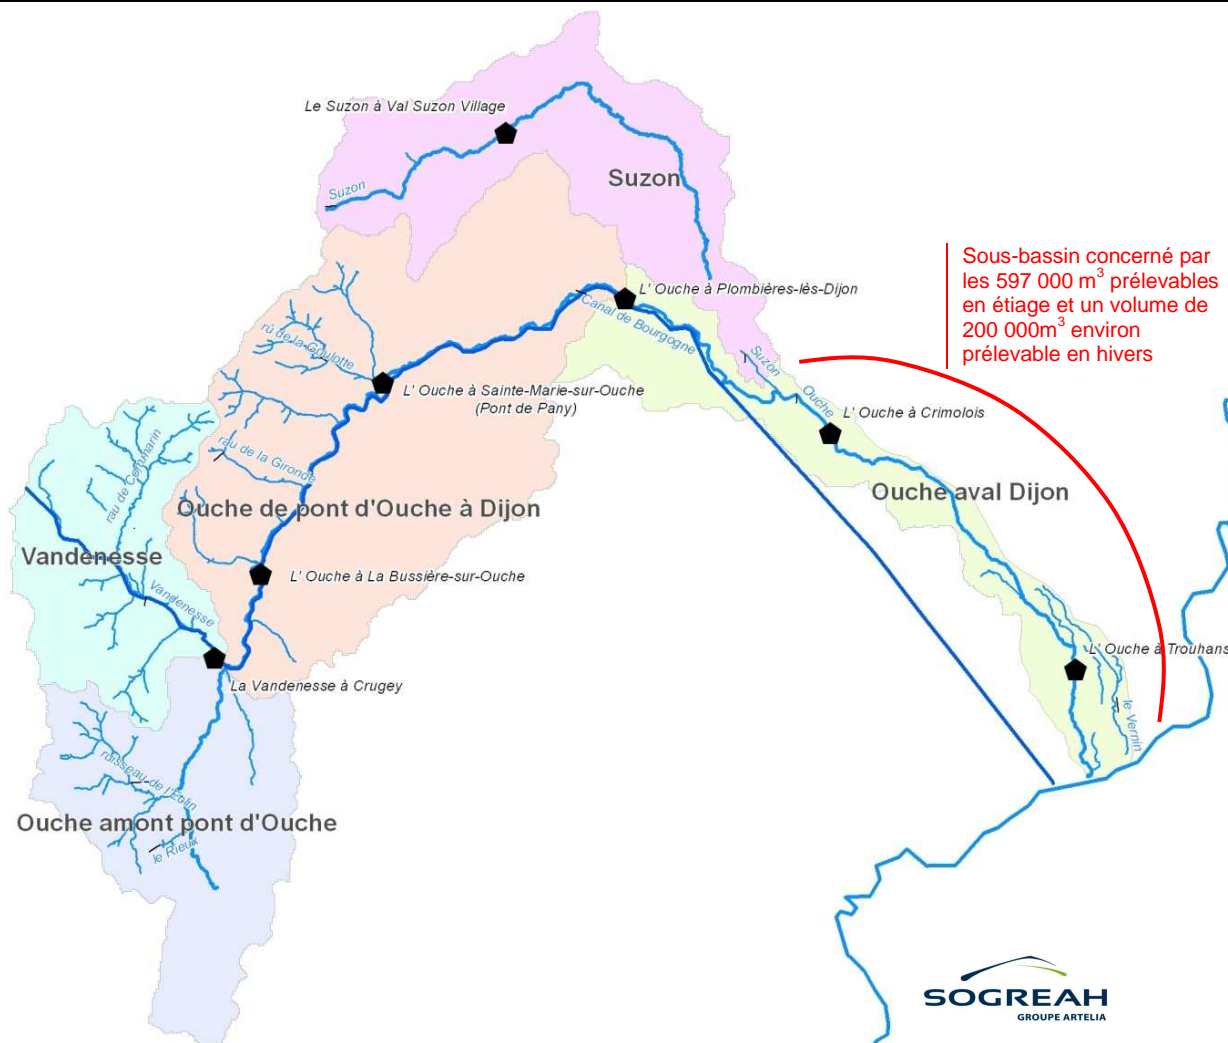 Le Suzon à Val Suzon Village
Suzon
Suzon
Sous-bassin concerné par
les 597 000 m³ prélevables
en étiage et un volume de
200 000m³ environ
prélevable en hivers
L' Ouche à Plombières-lès-Dijon
Canal de Bourgogne
rû de la Goulotte
Suzon
Ouche
L' Ouche à Sainte-Marie-sur-Ouche
(Pont de Pany)
L' Ouche à Crimolois
rau de la Gironde
Ouche aval Dijon
Ouche de pont d'Ouche à Dijon
Vandenesse
L' Ouche à La Bussière-sur-Ouche
Vandenesse
L' Ouche à Trouhans
La Vandenesse à Crugey
le Vernin
ruisseau de l'Eolin
Ouche amont pont d'Ouche
le Rieux
SOGREAH
GROUPE ARTELIA